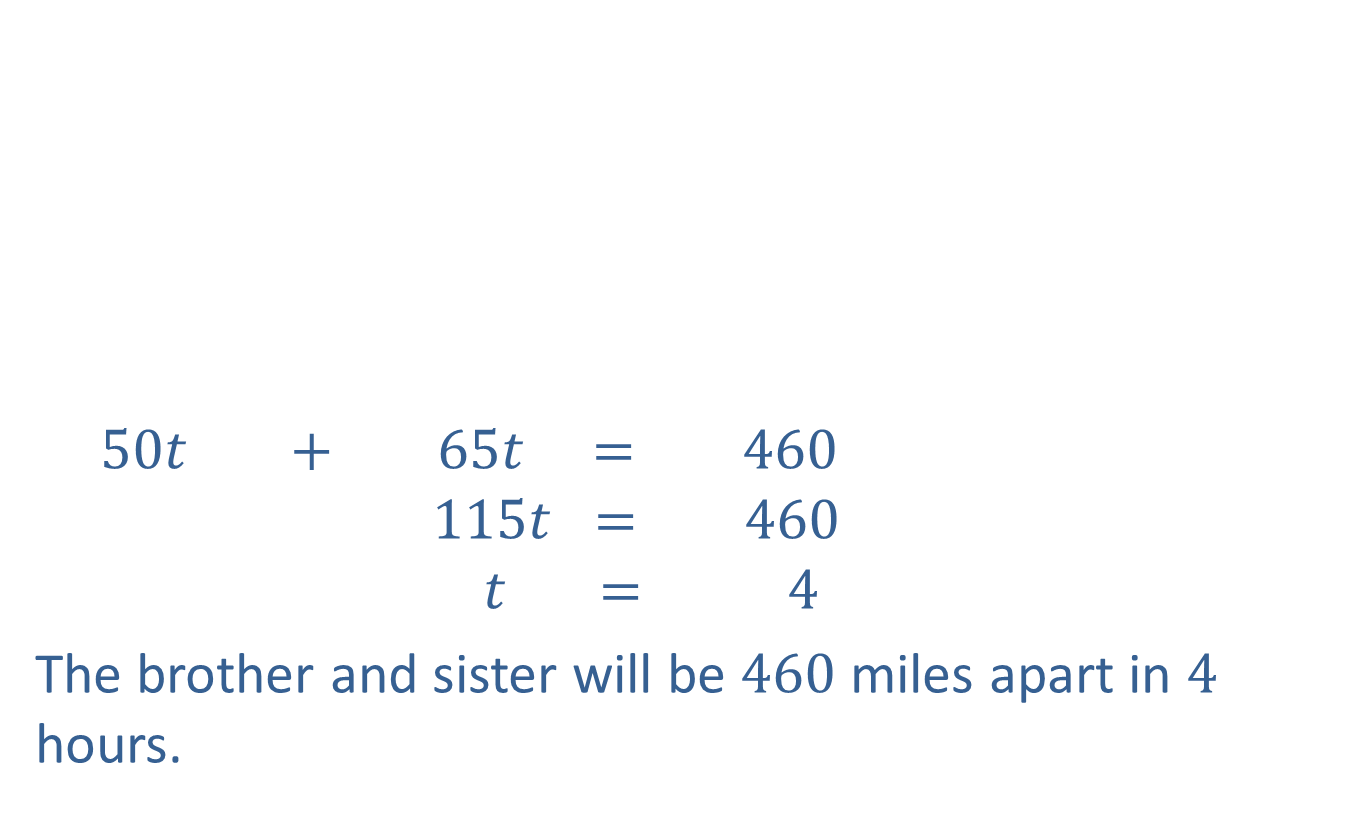 50t + 65t = 460
115t = 460
t = 4
The brother and sister will be 460 miles apart in 4
hours.